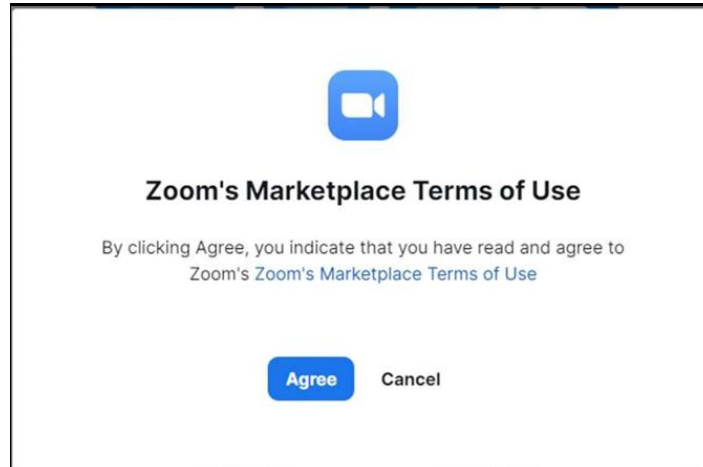 Zoom's Marketplace Terms of Use
By clicking Agree, you indicate that you have read and agree to
Zoom's Zoom's Marketplace Terms of Use
Agree Cancel